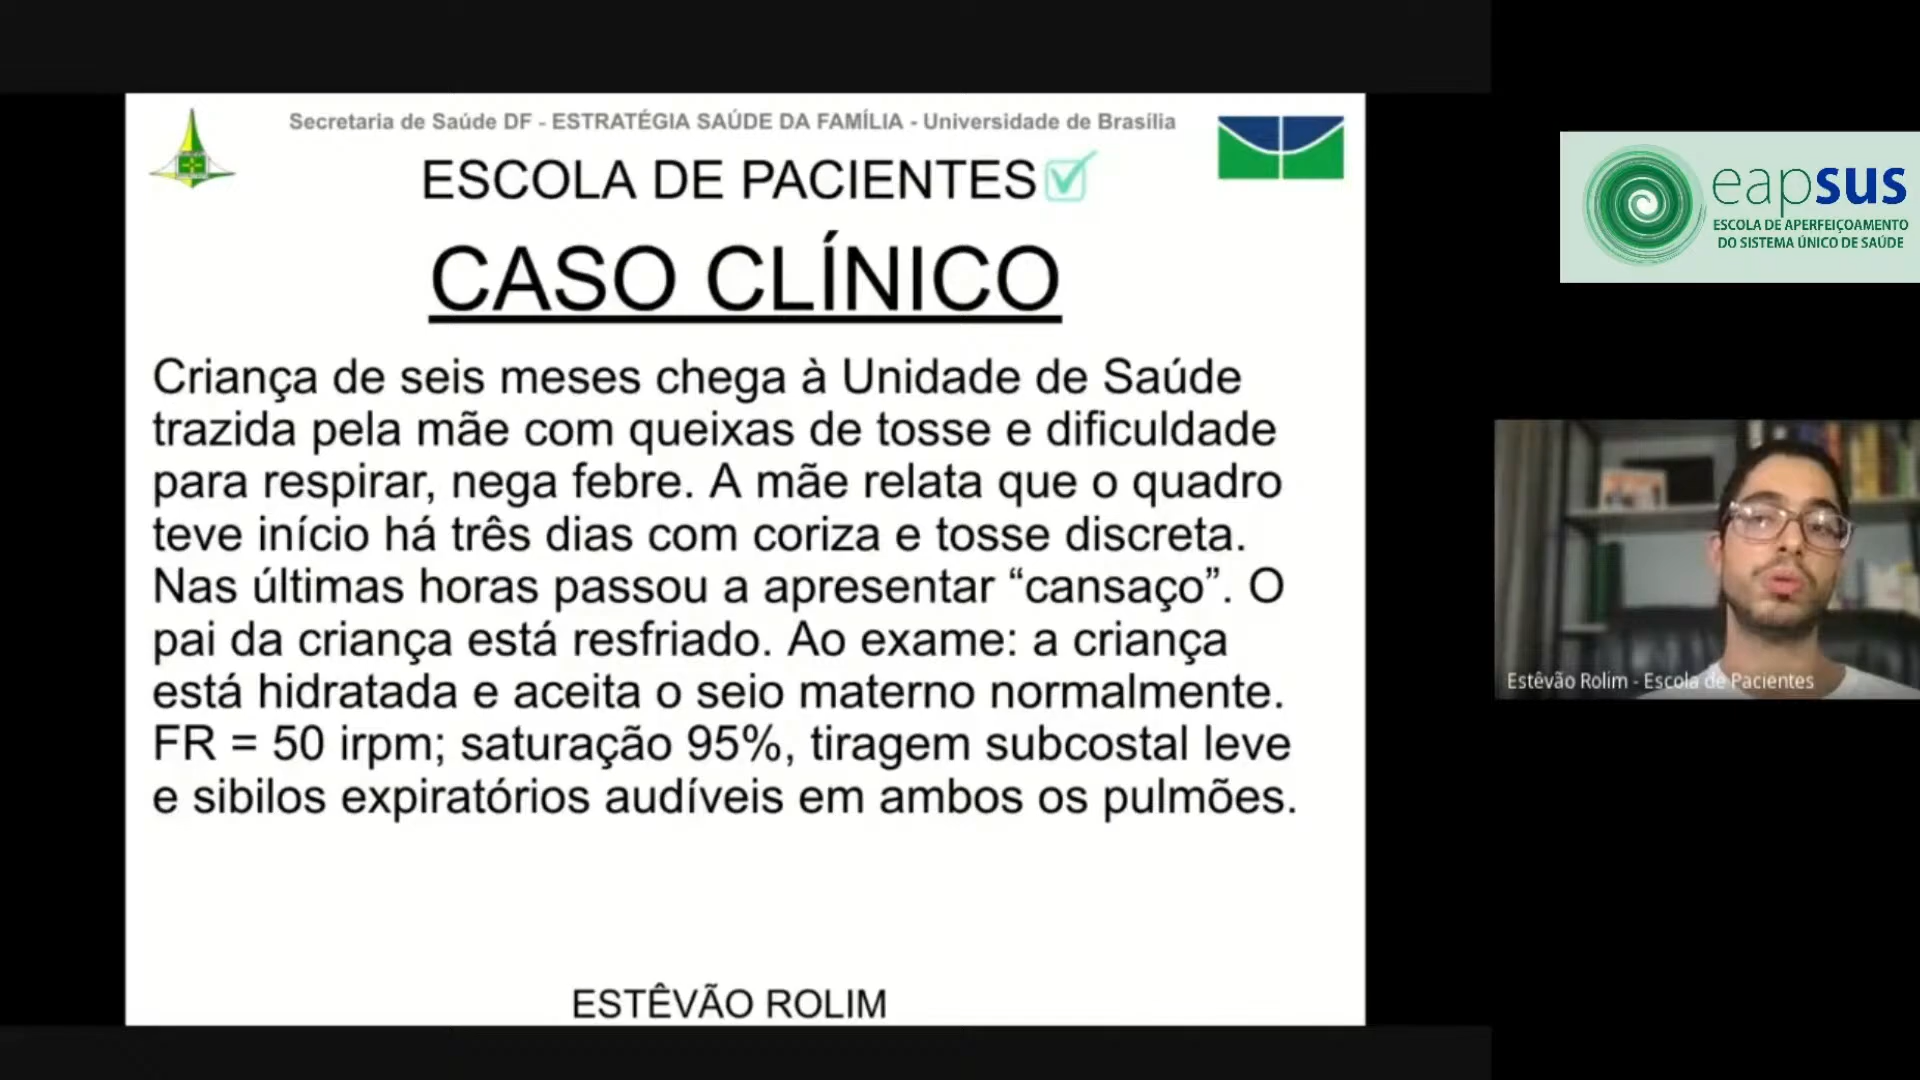 Secretaria de Saúde DF - ESTRATÉGIA SAÚDE DA FAMÍLIA - Universidade de Brasília
ESCOLA DE PACIENTES
CASO CLÍNICO
Criança de seis meses chega à Unidade de Saúde
trazida pela mãe com queixas de tosse e dificuldade
para respirar, nega febre. A mãe relata que o quadro
teve início há três dias com coriza e tosse discreta.
Nas últimas horas passou a apresentar “cansaço”. O
pai da criança está resfriado. Ao exame: a criança
está hidratada e aceita o seio materno normalmente.
FR = 50 irpm; saturação 95%, tiragem subcostal leve
e sibilos expiratórios audíveis em ambos os pulmões.
ESTÊVÃO ROLIM
eapsus
ESCOLA DE APERFEIÇOAMENTO
DO SISTEMA ÚNICO DE SAÚDE
Estêvão Rolim - Escola de Pacientes